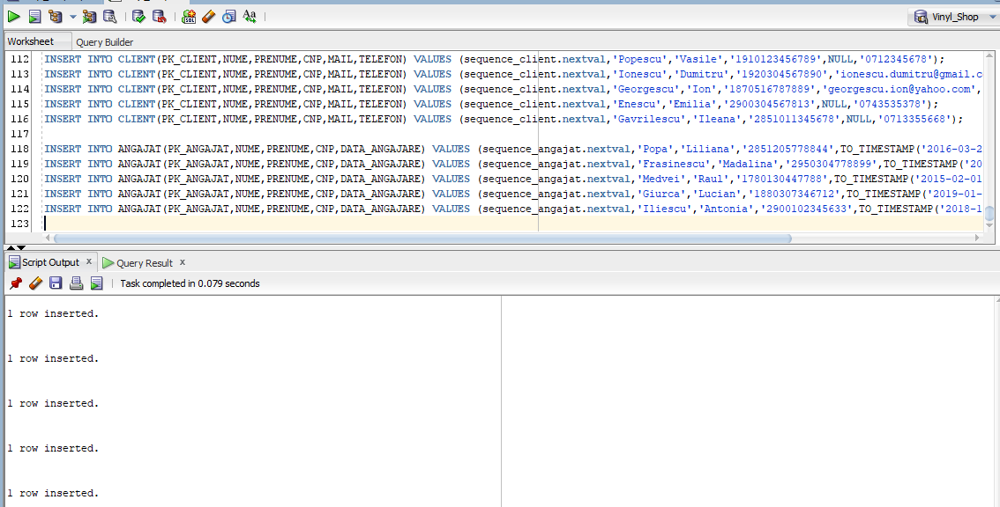 Vinyl_Shop
Worksheet Query Builder
112 INSERT INTO CLIENT(PK_CLIENT,NUME,PRENUME,CNP,MAIL,TELEFON) VALUES (sequence_client.nextval,'Popescu','Vasile','1910123456789',NULL,'0712345678');
113 INSERT INTO CLIENT(PK_CLIENT,NUME,PRENUME,CNP,MAIL,TELEFON) VALUES (sequence_client.nextval,'Ionescu','Dumitru','1920304567890','ionescu.dumitru@gmail.c
114 INSERT INTO CLIENT(PK_CLIENT,NUME,PRENUME,CNP,MAIL,TELEFON) VALUES (sequence_client.nextval,'Georgescu','Ion','1870516787889','georgescu.ion@yahoo.com',
115 INSERT INTO CLIENT(PK_CLIENT,NUME,PRENUME,CNP,MAIL,TELEFON) VALUES (sequence_client.nextval,'Enescu','Emilia','2900304567813',NULL,'0743535378');
116 INSERT INTO CLIENT(PK_CLIENT,NUME,PRENUME,CNP,MAIL,TELEFON) VALUES (sequence_client.nextval,'Gavrilescu','Ileana','2851011345678',NULL,'0713355668');
117
118 INSERT INTO ANGAJAT(PK_ANGAJAT,NUME,PRENUME,CNP,DATA_ANGAJARE) VALUES (sequence_angajat.nextval,'Popa','Liliana','2851205778844',TO_TIMESTAMP('2016-03-2
119 INSERT INTO ANGAJAT(PK_ANGAJAT,NUME,PRENUME,CNP,DATA_ANGAJARE) VALUES (sequence_angajat.nextval,'Frasinescu','Madalina','2950304778899',TO_TIMESTAMP('20
120 INSERT INTO ANGAJAT(PK_ANGAJAT,NUME,PRENUME,CNP,DATA_ANGAJARE) VALUES (sequence_angajat.nextval,'Medvei','Raul','1780130447788',TO_TIMESTAMP('2015-02-01
121 INSERT INTO ANGAJAT(PK_ANGAJAT,NUME,PRENUME,CNP,DATA_ANGAJARE) VALUES (sequence_angajat.nextval,'Giurca','Lucian','1880307346712',TO_TIMESTAMP('2019-01-
122 INSERT INTO ANGAJAT(PK_ANGAJAT,NUME,PRENUME,CNP,DATA_ANGAJARE) VALUES (sequence_angajat.nextval,'Iliescu','Antonia','2900102345633',TO_TIMESTAMP('2018-1
123
Script Output x Query Result x
Task completed in 0.079 seconds
1 row inserted.
1 row inserted.
1 row inserted.
1 row inserted.
1 row inserted.